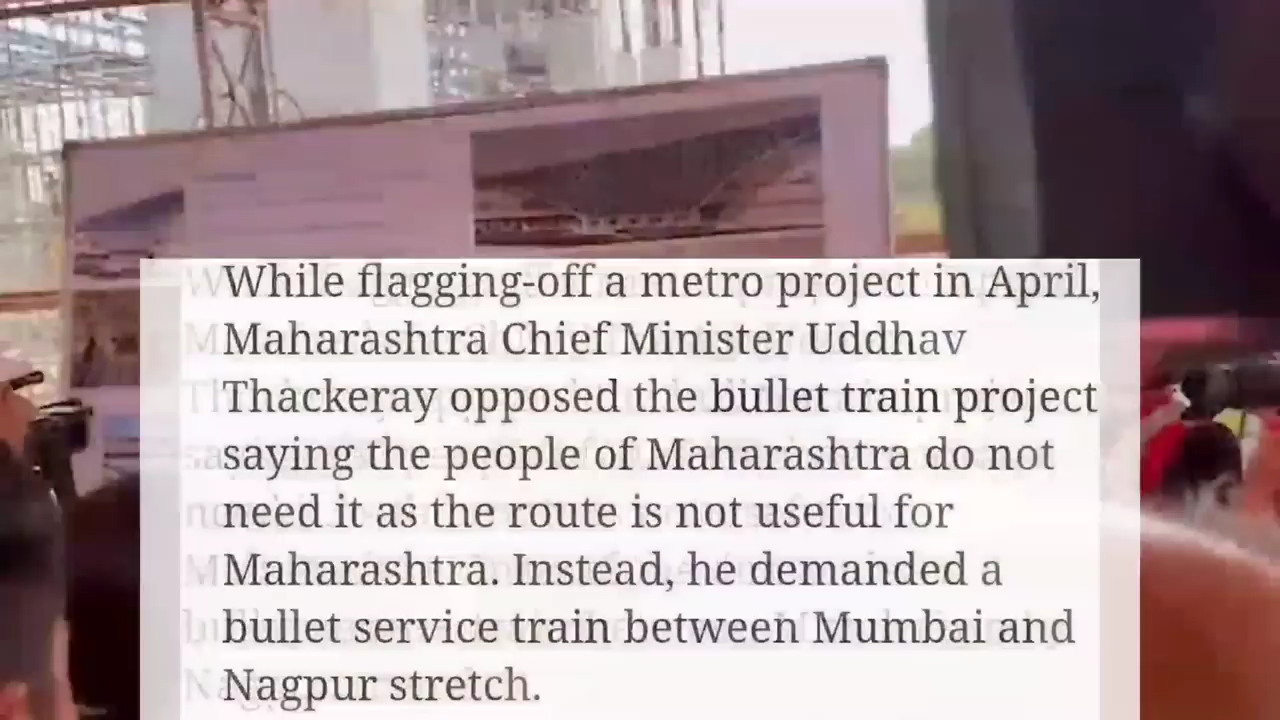 While flagging-off a metro project in April,
Maharashtra Chief Minister Uddhav
Thackeray opposed the bullet train project
saying the people of Maharashtra do not
need it as the route is not useful for
Maharashtra. Instead, he demanded a
bullet service train between Mumbai and
Nagpur stretch.